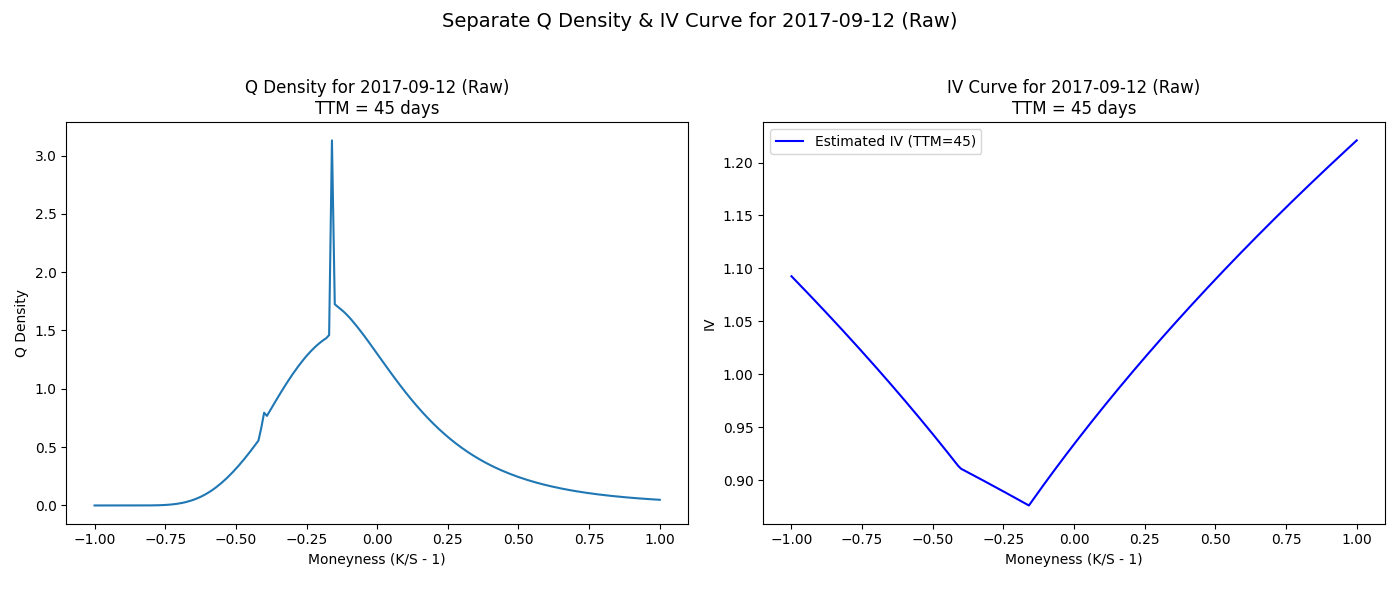 Separate Q Density & IV Curve for 2017-09-12 (Raw)
Q Density for 2017-09-12 (Raw)
TTM = 45 days
Q Density
3.0
2.5
2.0
1.5
1.0
0.5
0.0
−1.00 −0.75 −0.50 −0.25 0.00 0.25 0.50 0.75 1.00
Moneyness (K/S - 1)
IV Curve for 2017-09-12 (Raw)
TTM = 45 days
Estimated IV (TTM=45)
IV
1.20
1.15
1.10
1.05
1.00
0.95
0.90
−1.00 −0.75 −0.50 −0.25 0.00 0.25 0.50 0.75 1.00
Moneyness (K/S - 1)